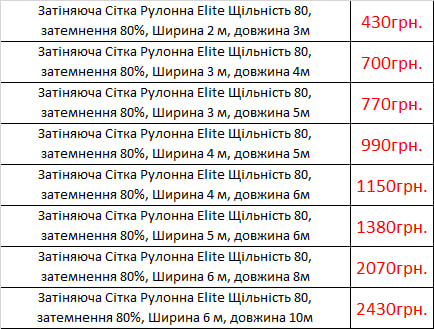 Затіняюча Сітка Рулонна Elite Щільність 80,
затемнення 80%, Ширина 2 м, довжина 3м
430грн.
Затіняюча Сітка Рулонна Elite Щільність 80,
затемнення 80%, Ширина 3 м, довжина 4м
700грн.
Затіняюча Сітка Рулонна Elite Щільність 80,
затемнення 80%, Ширина 3 м, довжина 5м
770грн.
Затіняюча Сітка Рулонна Elite Щільність 80,
затемнення 80%, Ширина 4 м, довжина 5м
990грн.
Затіняюча Сітка Рулонна Elite Щільність 80,
затемнення 80%, Ширина 4 м, довжина 6м
1150грн.
Затіняюча Сітка Рулонна Elite Щільність 80,
затемнення 80%, Ширина 5 м, довжина 6м
1380грн.
Затіняюча Сітка Рулонна Elite Щільність 80,
затемнення 80%, Ширина 6 м, довжина 8м
2070грн.
Затіняюча Сітка Рулонна Elite Щільність 80,
затемнення 80%, Ширина 6 м, довжина 10м
2430грн.